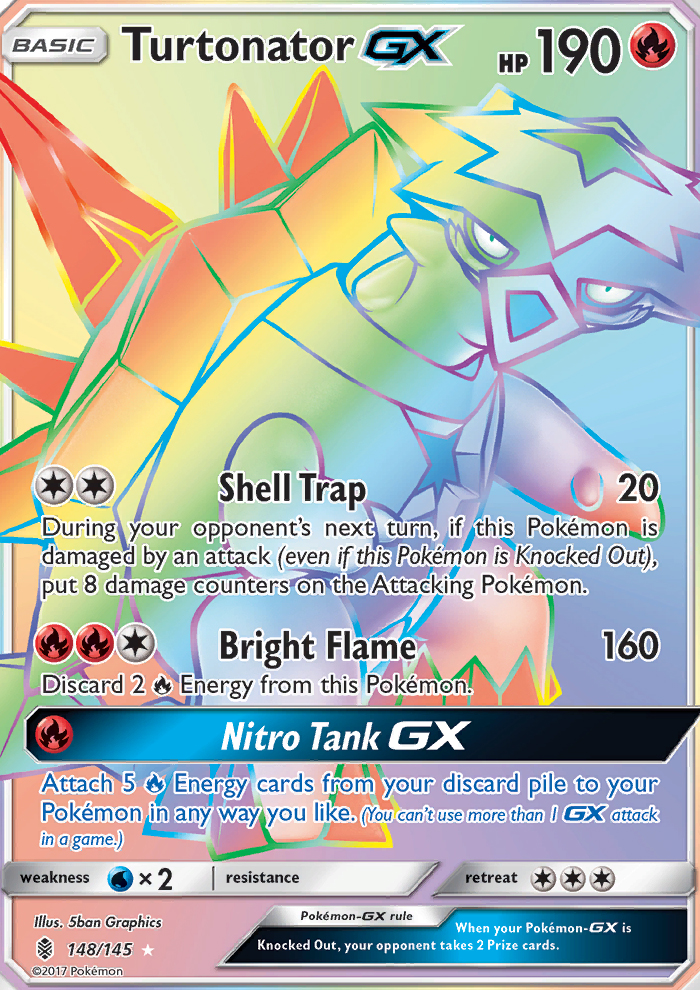 BASIC Turtonator GX HP 190
Shell Trap 20
During your opponent's next turn, if this Pokémon is
damaged by an attack (even if this Pokémon is Knocked Out),
put 8 damage counters on the Attacking Pokémon.
Bright Flame 160
Discard 2 Energy from this Pokémon.
Nitro Tank GX
Attach 5 Energy cards from your discard pile to your
Pokémon in any way you like. (You can't use more than 1 GX attack
in a game.)
weakness ×2 resistance retreat
Illus. 5ban Graphics
148/145
©2017 Pokémon
Pokémon-GX rule
When your Pokémon-GX is
Knocked Out, your opponent takes 2 Prize cards.